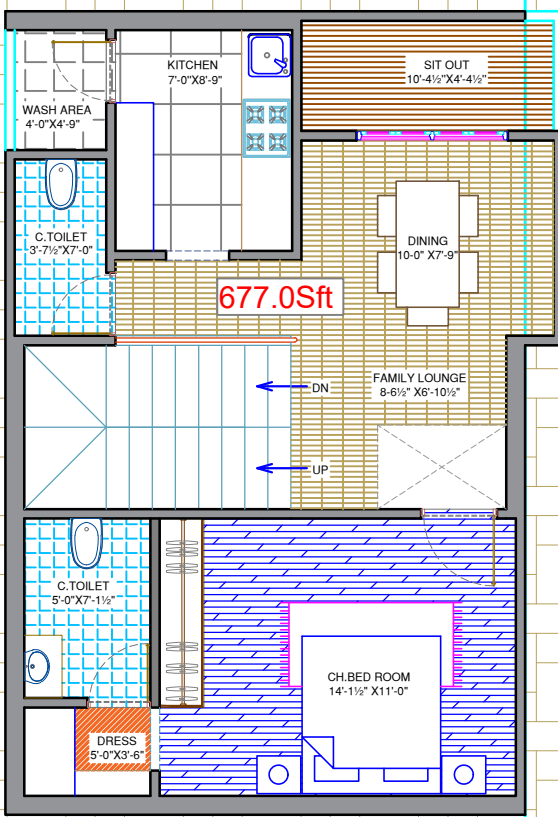 KITCHEN
7'-0"X8'-9"
SIT OUT
10'-4½"X4'-4½"
WASH AREA
4'-0"X4'-9"
C.TOILET
3'-7½"X7'-0"
DINING
10-0" X7'-9"
677.0Sft
FAMILY LOUNGE
8-6½" X6'-10½"
DN
UP
C.TOILET
5'-0"X7'-1½"
CH.BED ROOM
14'-1½" X11'-0"
DRESS
5'-0"X3'-6"